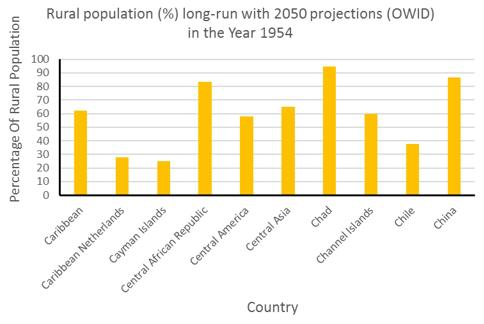 Rural population (%) long-run with 2050 projections (OWID)
in the Year 1954
Percentage Of Rural Population
100
90
80
70
60
50
40
30
20
10
0
Caribbean
Caribbean Netherlands
Cayman Islands
Central African Republic
Central America
Central Asia
Chad
Channel Islands
Chile
China
Country